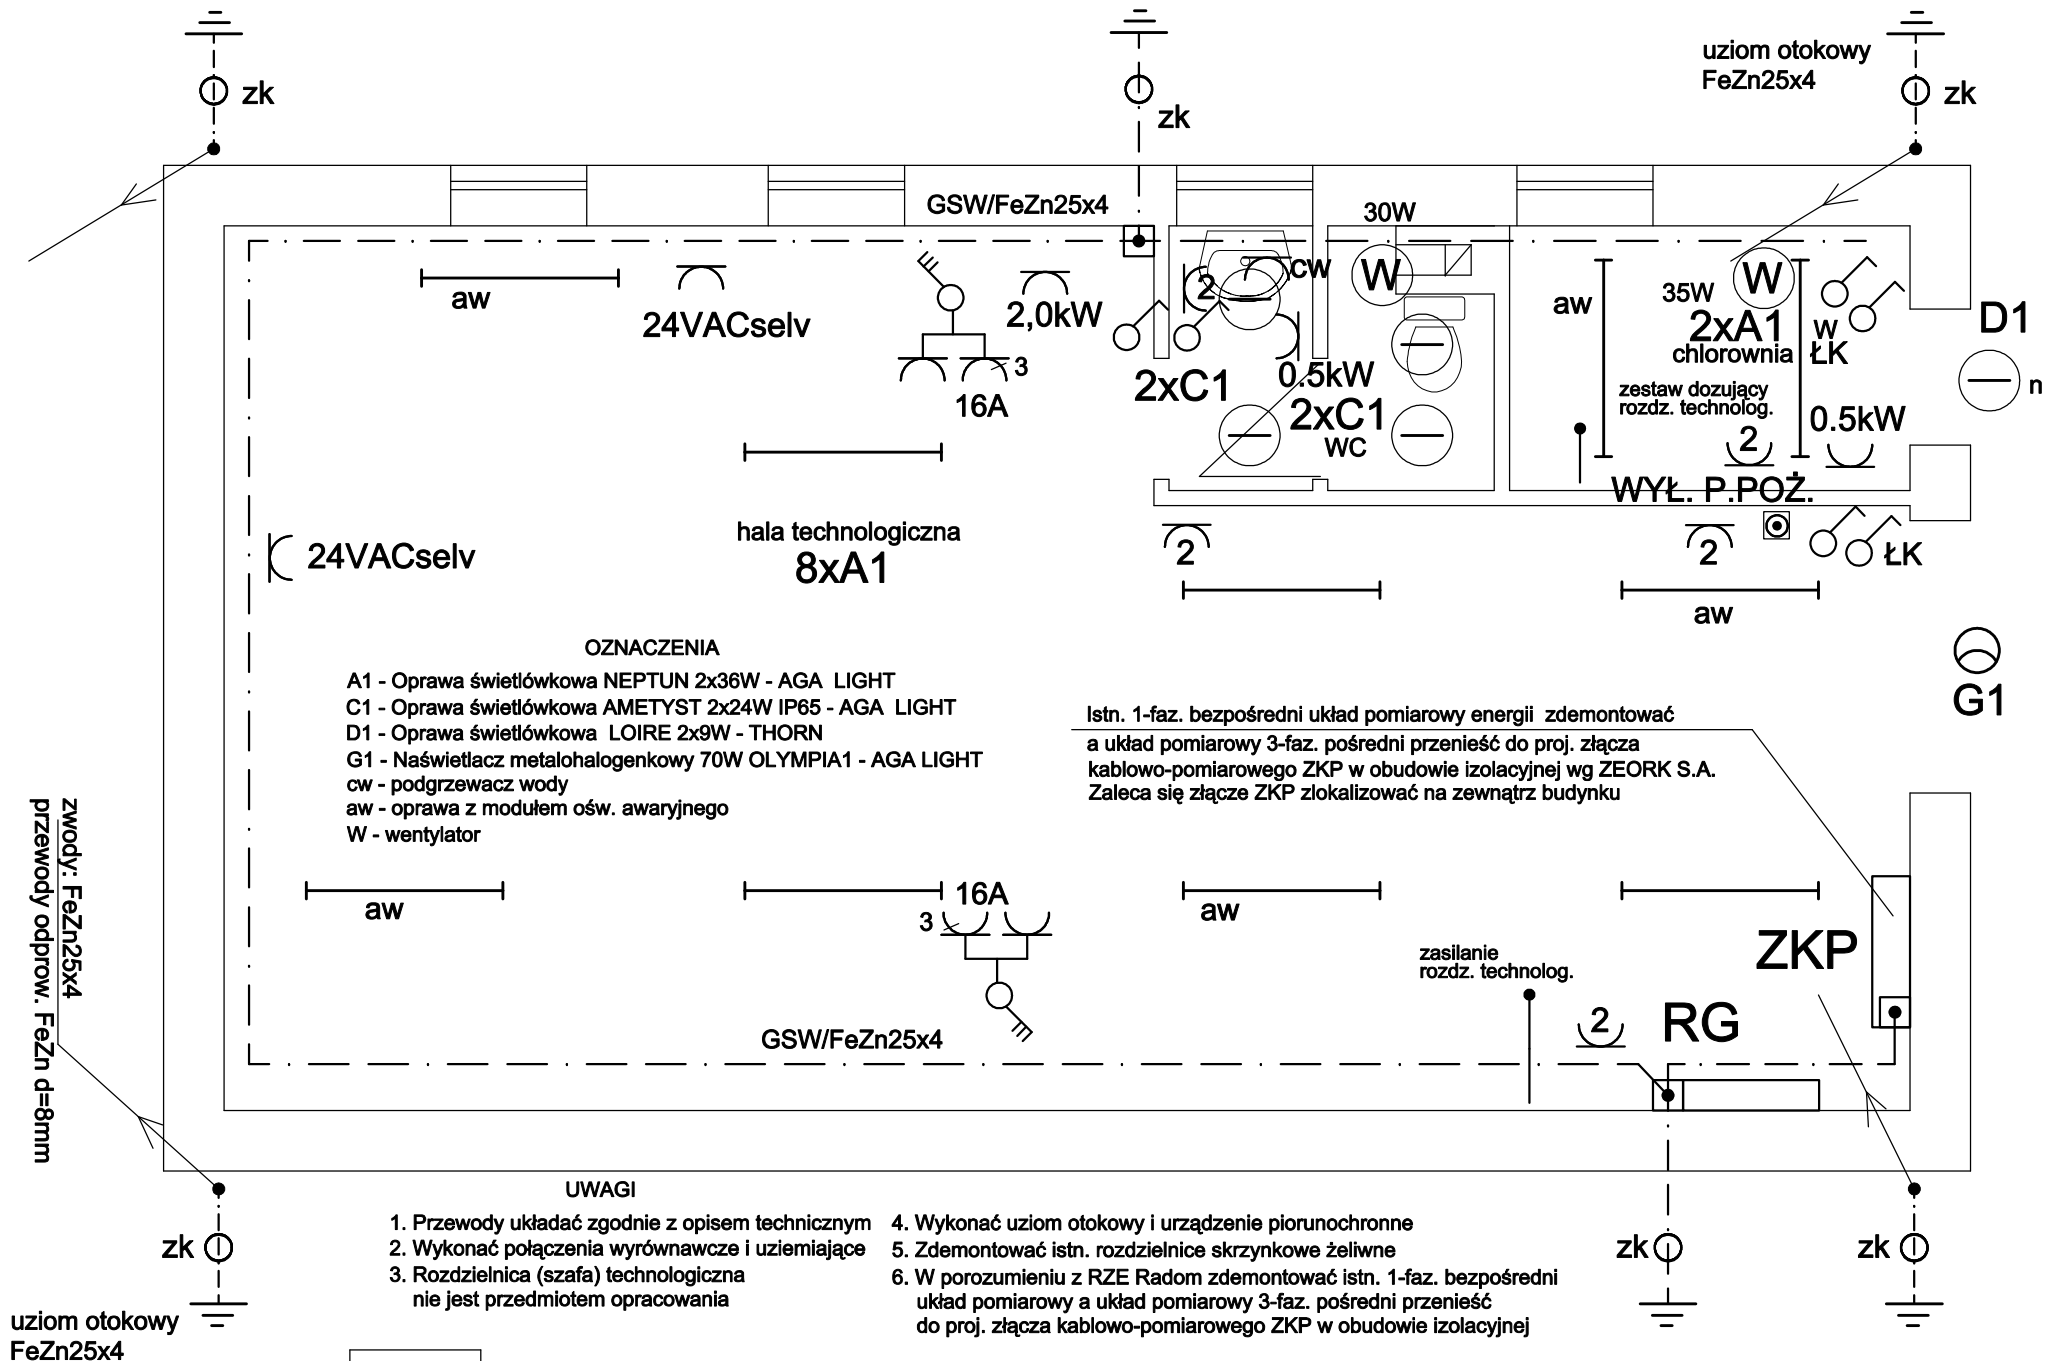 zk
zk
uziom otokowy
FeZn25x4
zk
GSW/FeZn25x4
30W
aw
24VACselv
2,0kW
3
16A
2
cw
W
2xC1
0.5kW
2xC1
WC
aw
35W
W
2xA1
chlorownia
W
ŁK
zestaw dozujący
rozdz. technolog.
2
0.5kW
D1
n
WYŁ. P.POŻ.
24VACselv
hala technologiczna
8xA1
2
2
ŁK
aw
G1
OZNACZENIA
A1 - Oprawa świetlówkowa NEPTUN 2x36W - AGA LIGHT
C1 - Oprawa świetlówkowa AMETYST 2x24W IP65 - AGA LIGHT
D1 - Oprawa świetlówkowa LOIRE 2x9W - THORN
G1 - Naświetlacz metalohalogenkowy 70W OLYMPIA1 - AGA LIGHT
cw - podgrzewacz wody
aw - oprawa z modułem ośw. awaryjnego
W - wentylator
Istn. 1-faz. bezpośredni układ pomiarowy energii zdemontować
a układ pomiarowy 3-faz. pośredni przenieść do proj. złącza
kablowo-pomiarowego ZKP w obudowie izolacyjnej wg ZEORK S.A.
Zaleca się złącze ZKP zlokalizować na zewnątrz budynku
zwody: FeZn25x4
przewody odprow. FeZn d=8mm
aw
16A
3
aw
ZKP
zasilanie
rozdz. technolog.
2
RG
GSW/FeZn25x4
UWAGI
1. Przewody układać zgodnie z opisem technicznym
2. Wykonać połączenia wyrównawcze i uziemiające
3. Rozdzielnica (szafa) technologiczna
nie jest przedmiotem opracowania
4. Wykonać uziom otokowy i urządzenie piorunochronne
5. Zdemontować istn. rozdzielnice skrzynkowe żeliwne
6. W porozumieniu z RZE Radom zdemontować istn. 1-faz. bezpośredni
układ pomiarowy a układ pomiarowy 3-faz. pośredni przenieść
do proj. złącza kablowo-pomiarowego ZKP w obudowie izolacyjnej
zk
zk
zk
uziom otokowy
FeZn25x4